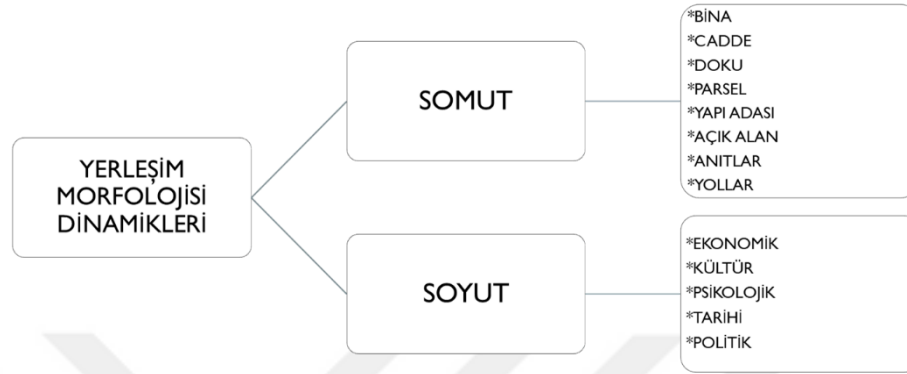 YERLEŞİM
MORFOLOJİSİ
DİNAMİKLERİ
SOMUT
*BİNA
*CADDE
*DOKU
*PARSEL
*YAPI ADASI
*AÇIK ALAN
*ANITLAR
*YOLLAR
SOYUT
*EKONOMİK
*KÜLTÜR
*PSİKOLOJİK
*TARİHİ
*POLİTİK